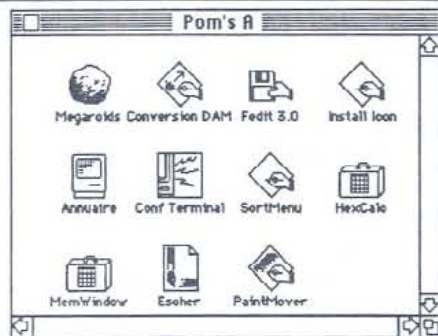 Pom's A
Megaroids Conversion DAM Fedit 3.0 Install Icon
Annuaire Conf Terminal SortMenu HexCalc
MemWindow Escher PaintMover